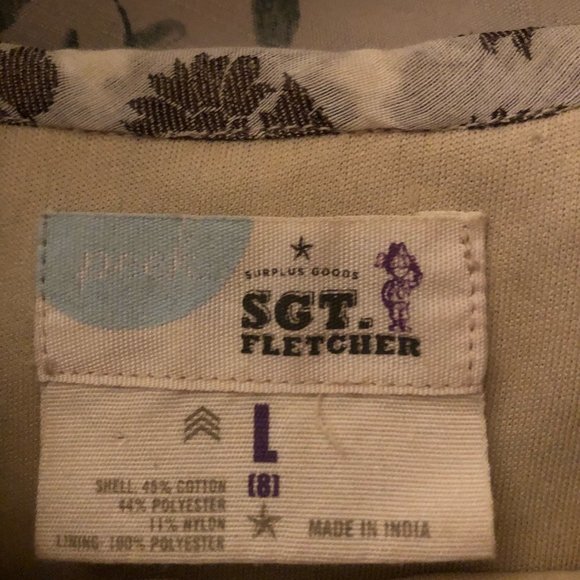 peek...
SURPLUS GOODS
SGT.
FLETCHER
L
(8)
SHELL: 45% COTTON
44% POLYESTER
11% NYLON
LINING: 100% POLYESTER
MADE IN INDIA